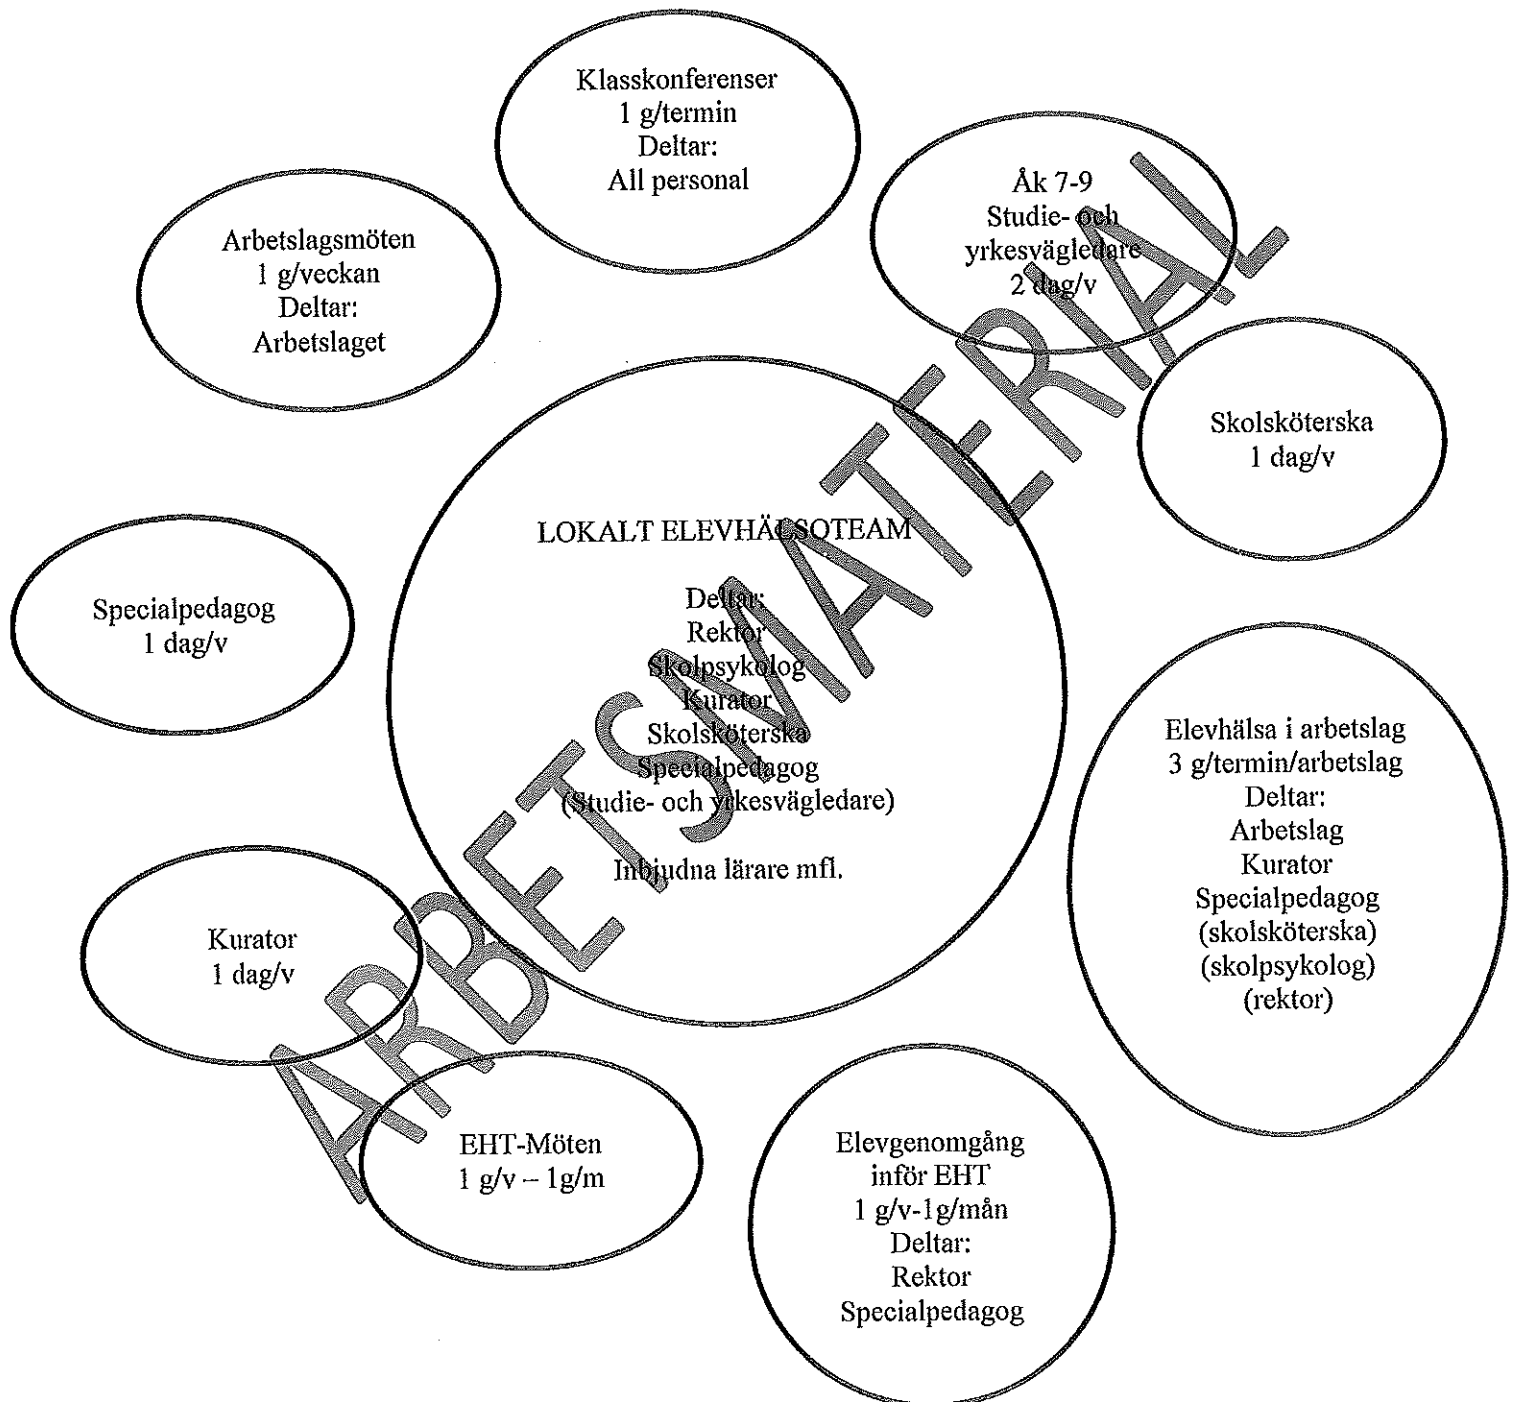 Klasskonferenser
1 g/termin
Deltar:
All personal
Åk 7-9
Studie- och
yrkesvägledare
2 dag/v
Arbetslagsmöten
1 g/veckan
Deltar:
Arbetslaget
Skolsköterska
1 dag/v
LOKALT ELEVHÄLSOTEAM
Deltar:
Rektor
Skolpsykolog
Kurator
Skolsköterska
Specialpedagog
(Studie- och yrkesvägledare)
Inbjudna lärare mfl.
Specialpedagog
1 dag/v
Elevhälsa i arbetslag
3 g/termin/arbetslag
Deltar:
Arbetslag
Kurator
Specialpedagog
(skolsköterska)
(skolpsykolog)
(rektor)
Kurator
1 dag/v
EHT-Möten
1 g/v – 1g/m
Elevgenomgång
inför EHT
1 g/v-1g/mån
Deltar:
Rektor
Specialpedagog
ARBETSMATERIAL